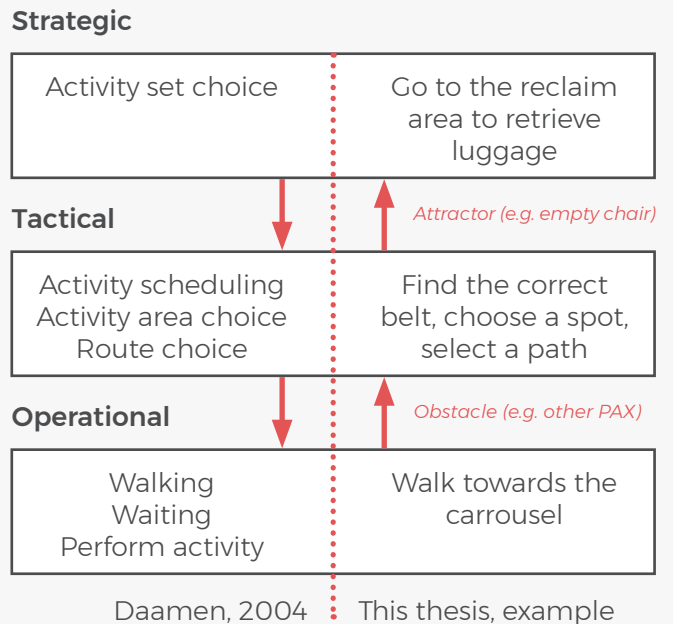 Strategic
Activity set choice
Go to the reclaim
area to retrieve
luggage
Attractor (e.g. empty chair)
Tactical
Activity scheduling
Activity area choice
Route choice
Find the correct
belt, choose a spot,
select a path
Obstacle (e.g. other PAX)
Operational
Walking
Waiting
Perform activity
Walk towards the
carrousel
Daamen, 2004
This thesis, example